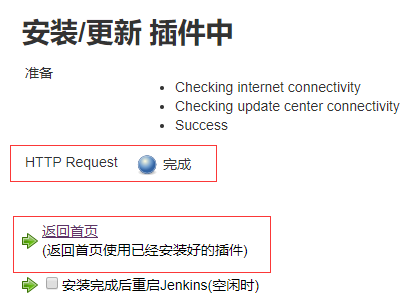 安装/更新 插件中
准备
Checking internet connectivity
Checking update center connectivity
Success
HTTP Request 完成
返回首页
(返回首页使用已经安装好的插件)
安装完成后重启Jenkins(空闲时)